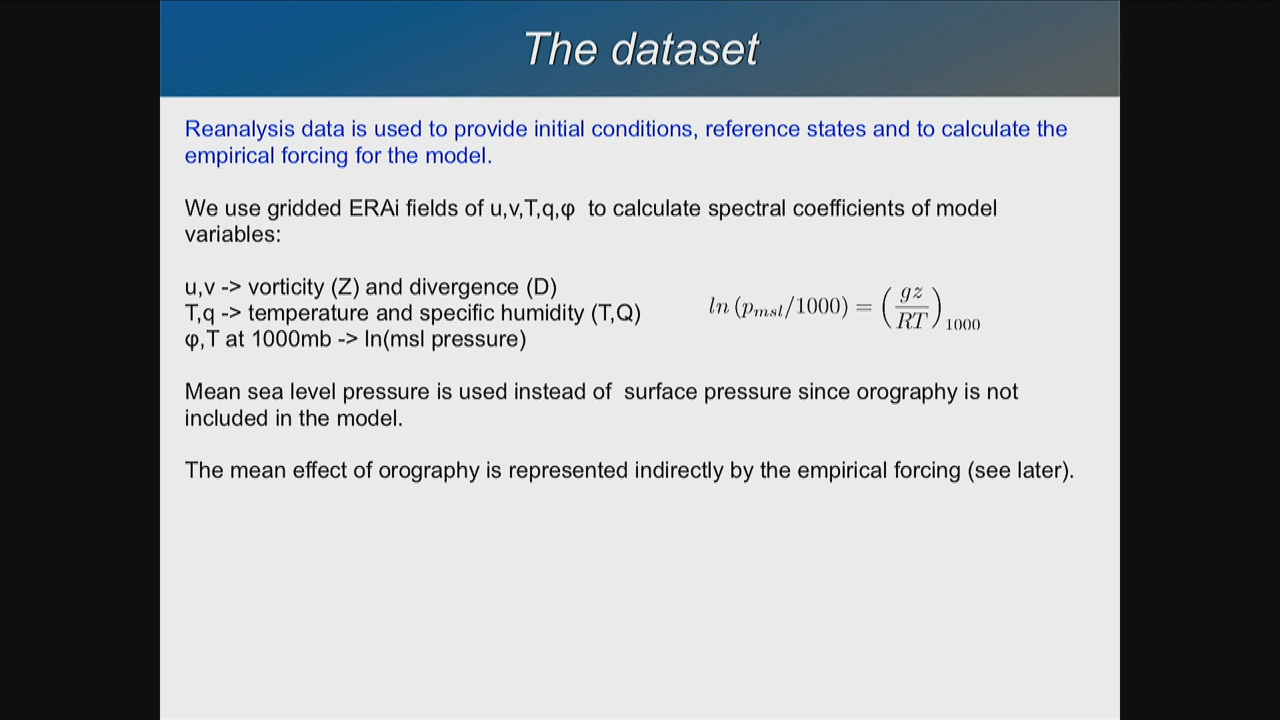 The dataset
Reanalysis data is used to provide initial conditions, reference states and to calculate the
empirical forcing for the model.
We use gridded ERAi fields of u,v,T,q,φ to calculate spectral coefficients of model
variables:
u,v -> vorticity (Z) and divergence (D)
T,q -> temperature and specific humidity (T,Q)
φ,T at 1000mb -> ln(msl pressure)
ln (p_{msl}/1000) = (gz/RT)_{1000}
Mean sea level pressure is used instead of surface pressure since orography is not
included in the model.
The mean effect of orography is represented indirectly by the empirical forcing (see later).